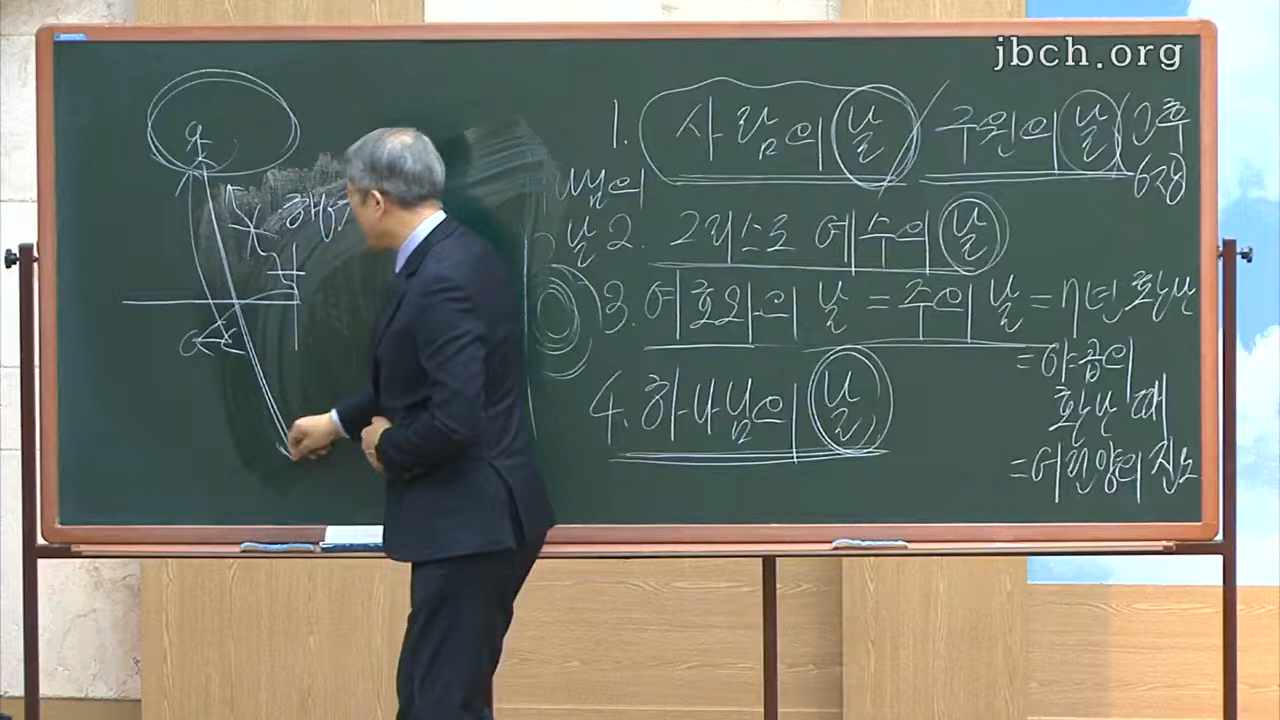 jbch.org
1. 사람의 날 / 구원의 날 (고후 6장)
2. 그리스도 예수의 날
3. 여호와의 날 = 주의 날 = 7년 환난
= 야곱의
환난 때
= 어린양의 진노
4. 하나님의 날